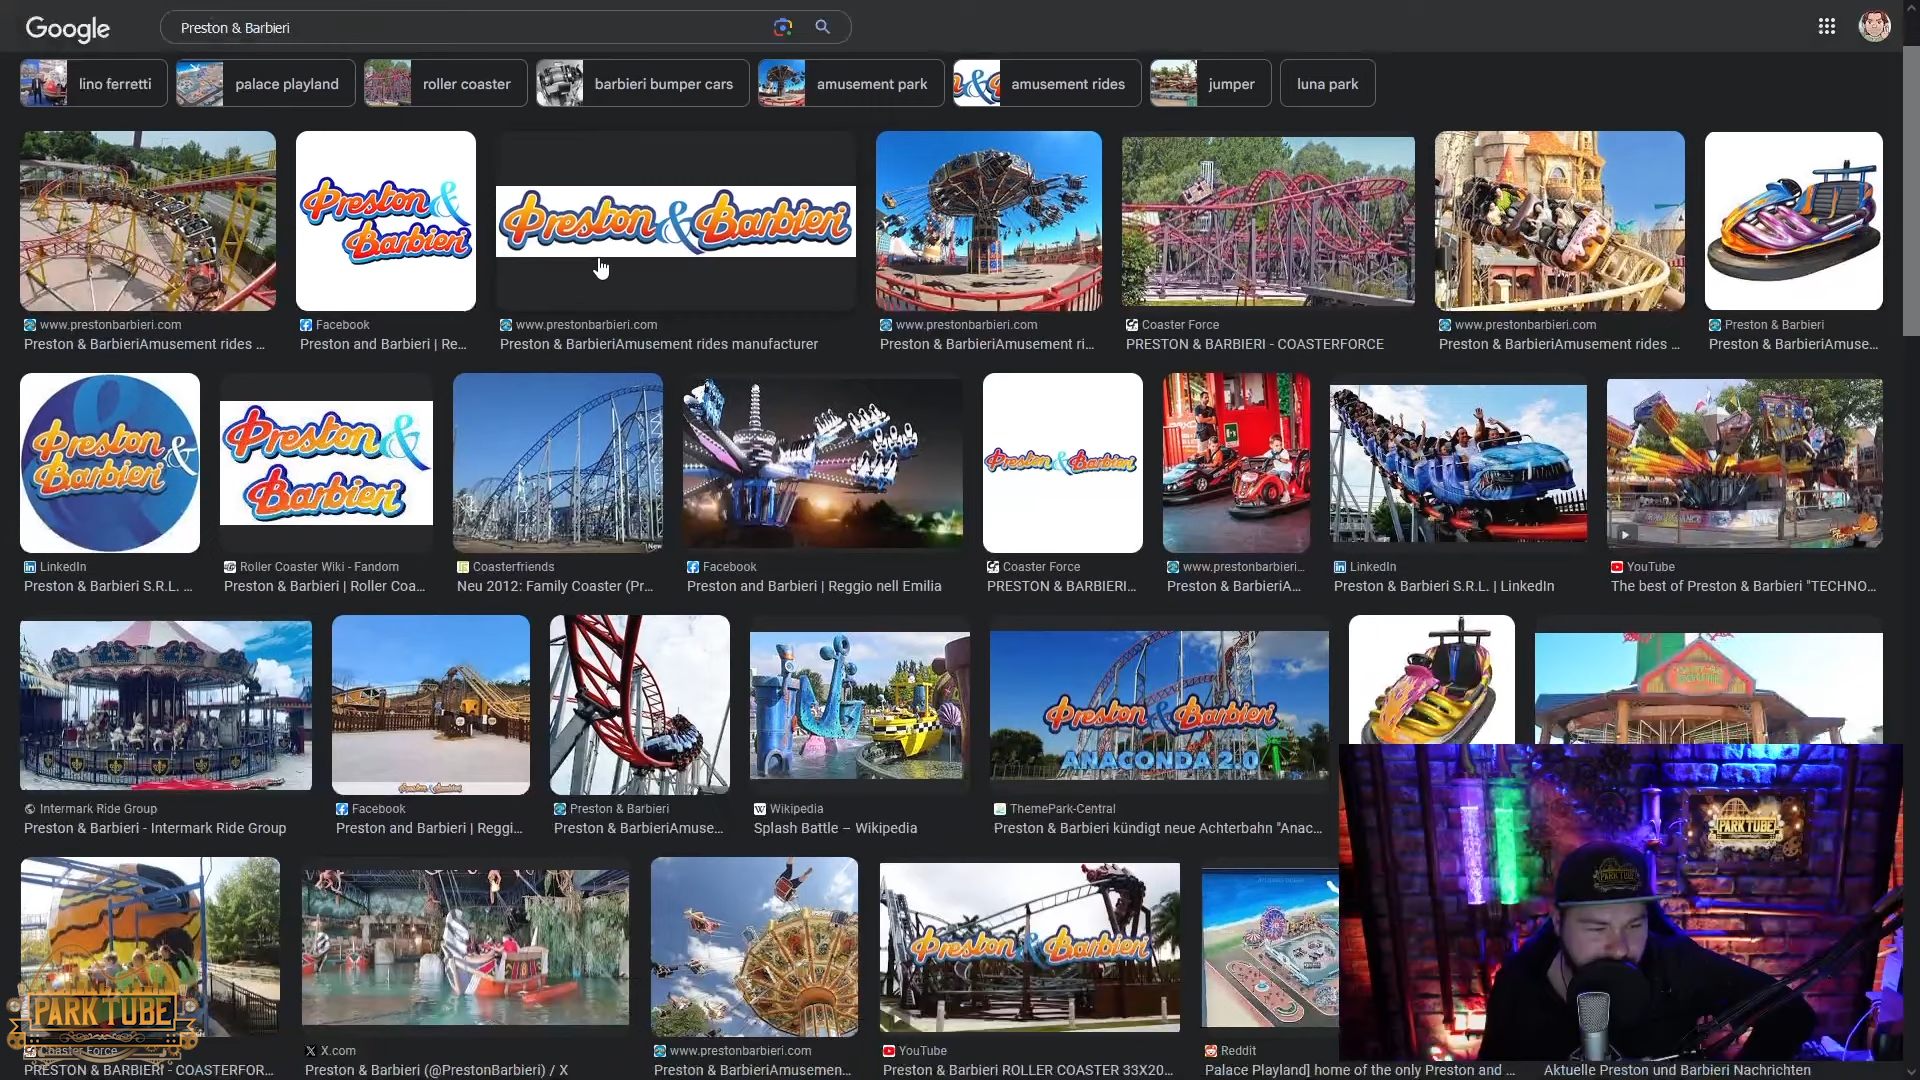 Google
Preston & Barbieri
lino ferretti
palace playland
roller coaster
barbieri bumper cars
amusement park
amusement rides
jumper
luna park
Preston &
Barbieri
Preston & Barbieri
www.prestonbarbieri.com
Preston & BarbieriAmusement rides ...
Facebook
Preston and Barbieri | Re...
www.prestonbarbieri.com
Preston & BarbieriAmusement rides manufacturer
www.prestonbarbieri.com
Preston & BarbieriAmusement ri...
Coaster Force
PRESTON & BARBIERI - COASTERFORCE
www.prestonbarbieri.com
Preston & BarbieriAmusement rides ...
Preston & Barbieri
Preston & BarbieriAmuse...
Preston &
Barbieri
Preston &
Barbieri
New
Preston & Barbieri
TECHNO
LinkedIn
Preston & Barbieri S.R.L. ...
Roller Coaster Wiki - Fandom
Preston & Barbieri | Roller Coa...
Coasterfriends
Neu 2012: Family Coaster (Pr...
Facebook
Preston and Barbieri | Reggio nell Emilia
Coaster Force
PRESTON & BARBIERI...
www.prestonbarbieri...
Preston & BarbieriA...
LinkedIn
Preston & Barbieri S.R.L. | LinkedIn
YouTube
The best of Preston & Barbieri "TECHNO...
Preston & Barbieri
Preston & Barbieri
ANACONDA 2.0
Intermark Ride Group
Preston & Barbieri - Intermark Ride Group
Facebook
Preston and Barbieri | Reggi...
Preston & Barbieri
Preston & BarbieriAmuse...
Wikipedia
Splash Battle – Wikipedia
ThemePark-Central
Preston & Barbieri kündigt neue Achterbahn "Anac...
PARK TUBE
PARK TUBE
Preston & Barbieri
PARK TUBE
Coaster Force
PRESTON & BARBIERI - COASTERFOR...
X.com
Preston & Barbieri (@PrestonBarbieri) / X
www.prestonbarbieri.com
Preston & BarbieriAmusemen...
YouTube
Preston & Barbieri ROLLER COASTER 33X20...
Reddit
Palace Playland] home of the only Preston and ...
Aktuelle Preston und Barbieri Nachrichten